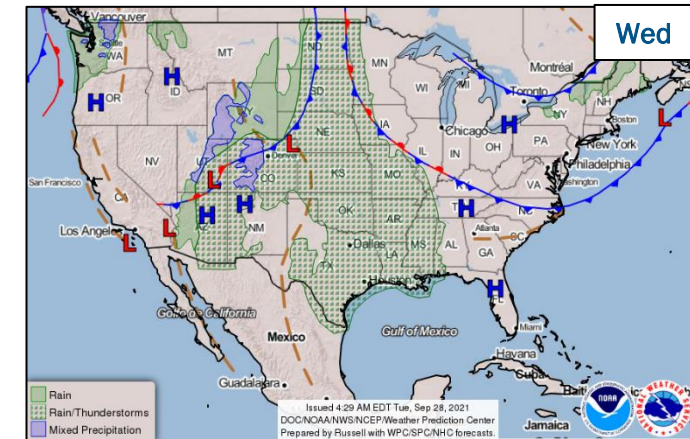 Wed
Vancouver
Seattle
WA
MT
ND
MN
Montréal
OR
ID
WY
SD
WI
MI
Toronto
NH
NY
Boston
IA
Chicago
NE
IL
IN
OH
PA
New York
Philadelphia
NV
UT
Denver
CO
KS
MO
KY
VA
Washington
San Francisco
CA
Los Angeles
AZ
NM
OK
AR
TN
NC
Atlanta
SC
Dallas
TX
LA
MS
AL
GA
Houston
FL
Miami
Golfo de California
Gulf of Mexico
Mexico
Havana
Cuba
Guadalajara
Jamaica
H
H
H
H
H
H
H
L
L
L
L
L
L
Rain
Rain/Thunderstorms
Mixed Precipitation
Issued 4:29 AM EDT Tue, Sep 28, 2021
DOC/NOAA/NWS/NCEP/Weather Prediction Center
Prepared by Russell with WPC/SPC/NHC forecasts.
NOAA